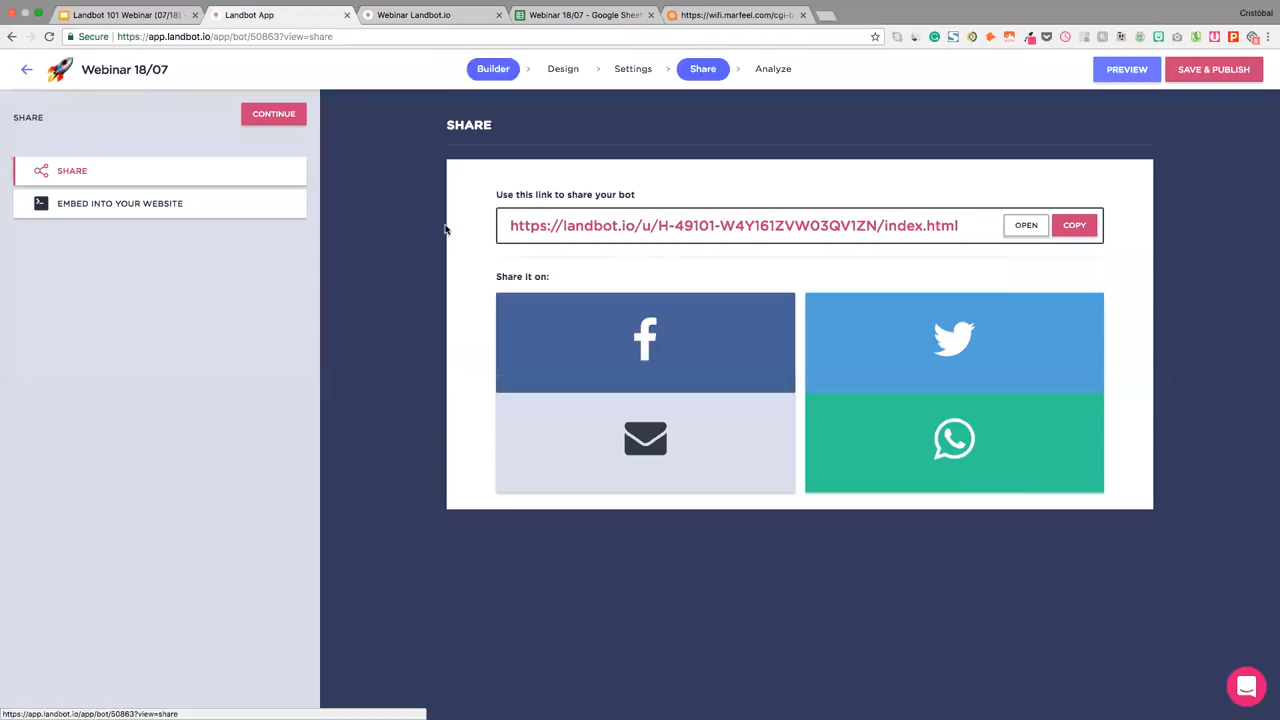 Landbot 101 Webinar (07/18)
Landbot App
Webinar Landbot.io
Webinar 18/07 - Google Sheet
https://wifi.marfeel.com/cgi-b
Cristóbal
Secure
https://app.landbot.io/app/bot/50863?view=share
Webinar 18/07
Builder
Design
Settings
Share
Analyze
PREVIEW
SAVE & PUBLISH
SHARE
CONTINUE
SHARE
EMBED INTO YOUR WEBSITE
SHARE
Use this link to share your bot
https://landbot.io/u/H-49101-W4Y161ZVW03QV1ZN/index.html
OPEN
COPY
Share it on:
https://app.landbot.io/app/bot/50863?view=share